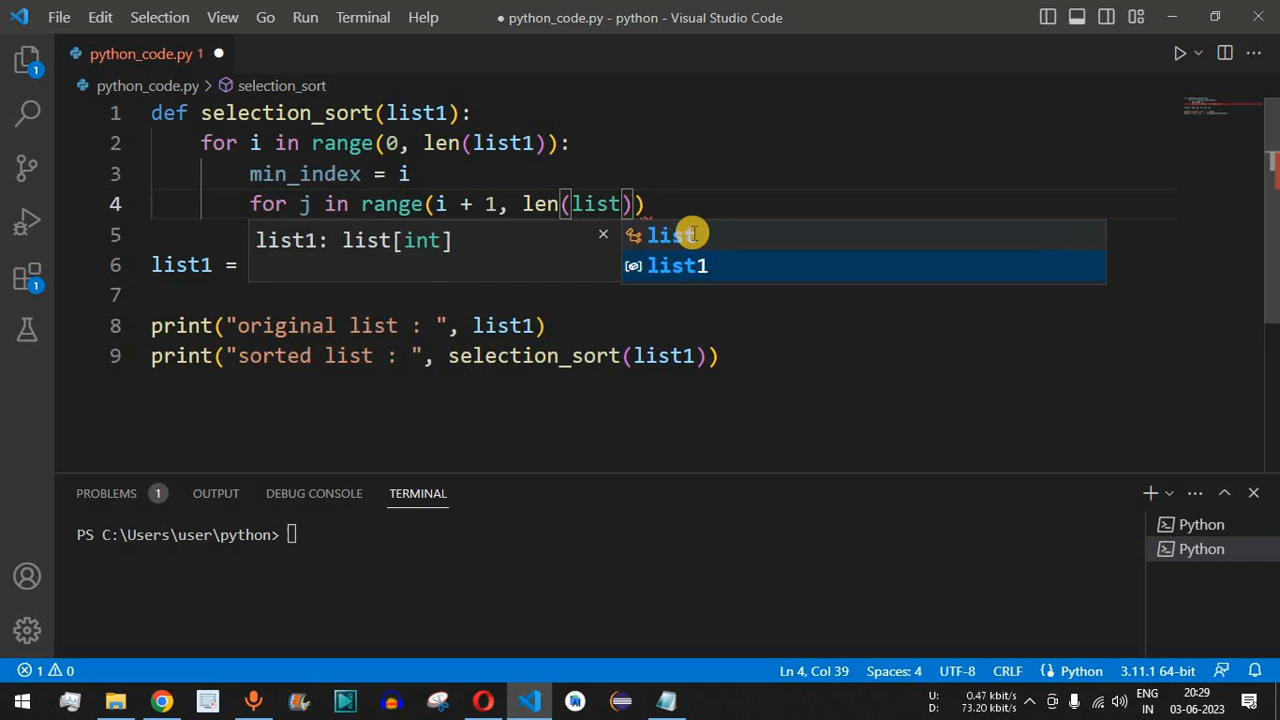 File Edit Selection View Go Run Terminal Help
● python_code.py - python - Visual Studio Code
python_code.py 1 ●
python_code.py > selection_sort
1 def selection_sort(list1):
2 for i in range(0, len(list1)):
3 min_index = i
4 for j in range(i + 1, len(list))
5
6 list1 =
list1: list[int]
list
list1
7
8 print("original list : ", list1)
9 print("sorted list : ", selection_sort(list1))
PROBLEMS 1 OUTPUT DEBUG CONSOLE TERMINAL
PS C:\Users\user\python>
Python
Python
1 0 Ln 4, Col 39 Spaces: 4 UTF-8 CRLF Python 3.11.1 64-bit
U: 0.47 kbit/s
D: 73.20 kbit/s
ENG
IN
20:29
03-06-2023
1
1